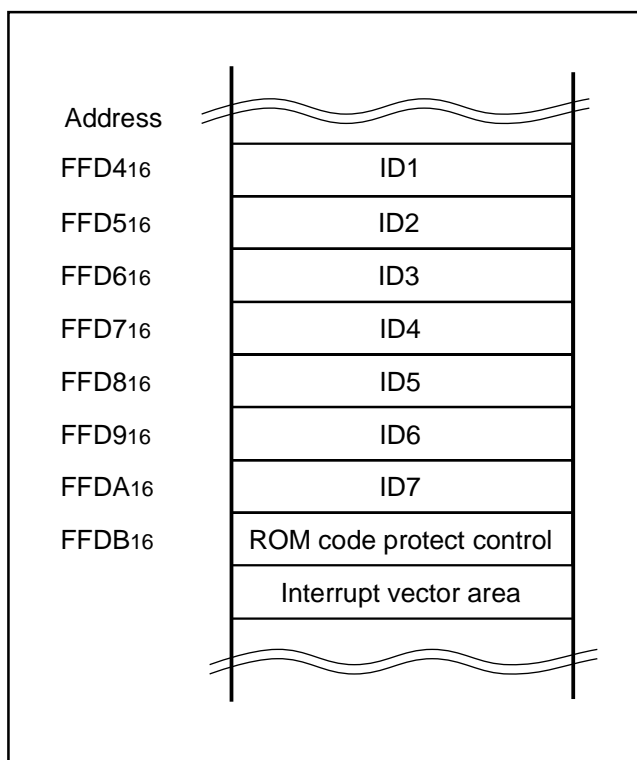 Address
FFD416 ID1
FFD516 ID2
FFD616 ID3
FFD716 ID4
FFD816 ID5
FFD916 ID6
FFDA16 ID7
FFDB16 ROM code protect control
Interrupt vector area